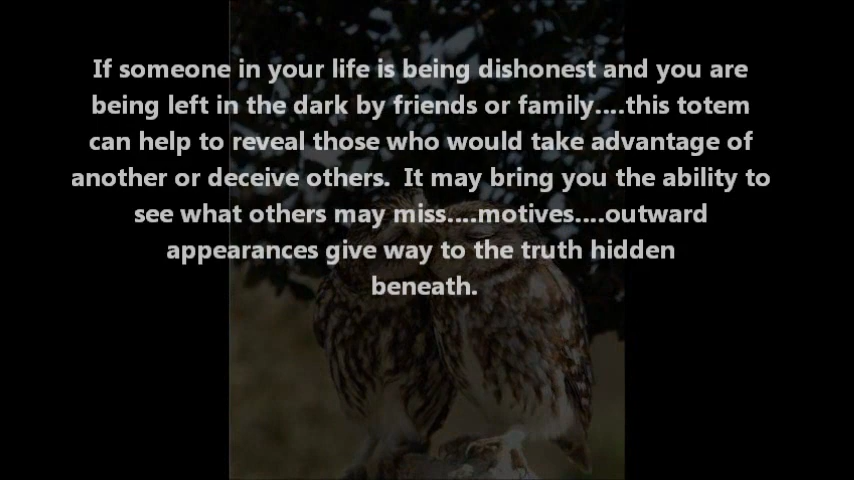 If someone in your life is being dishonest and you are
being left in the dark by friends or family....this totem
can help to reveal those who would take advantage of
another or deceive others.  It may bring you the ability to
see what others may miss....motives....outward
appearances give way to the truth hidden
beneath.